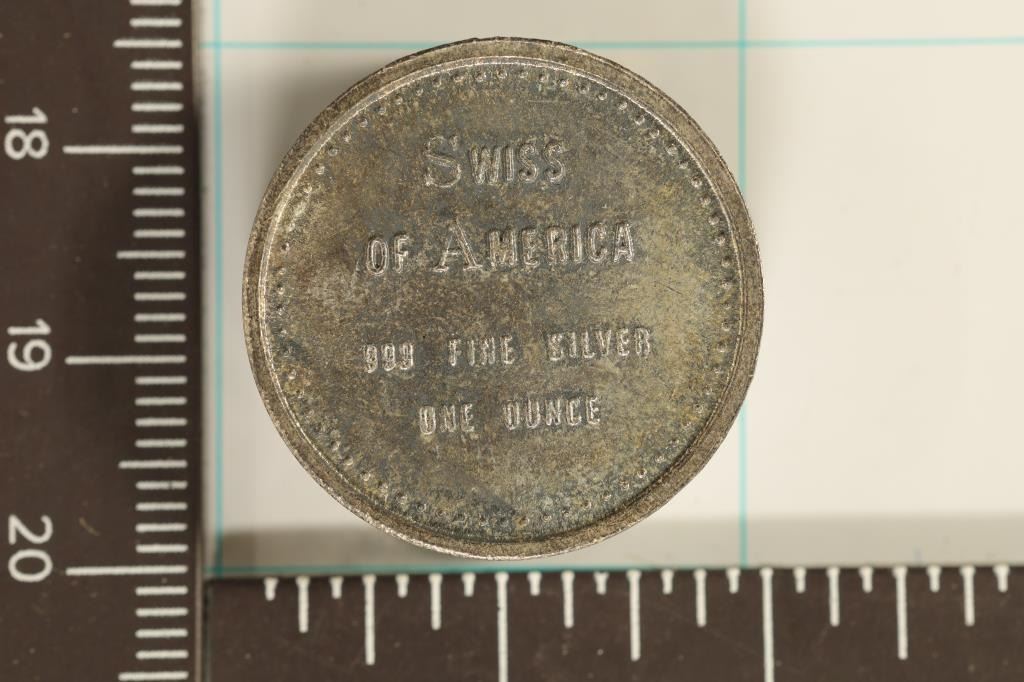 SWISS
OF AMERICA
999 FINE SILVER
ONE OUNCE
18
19
20